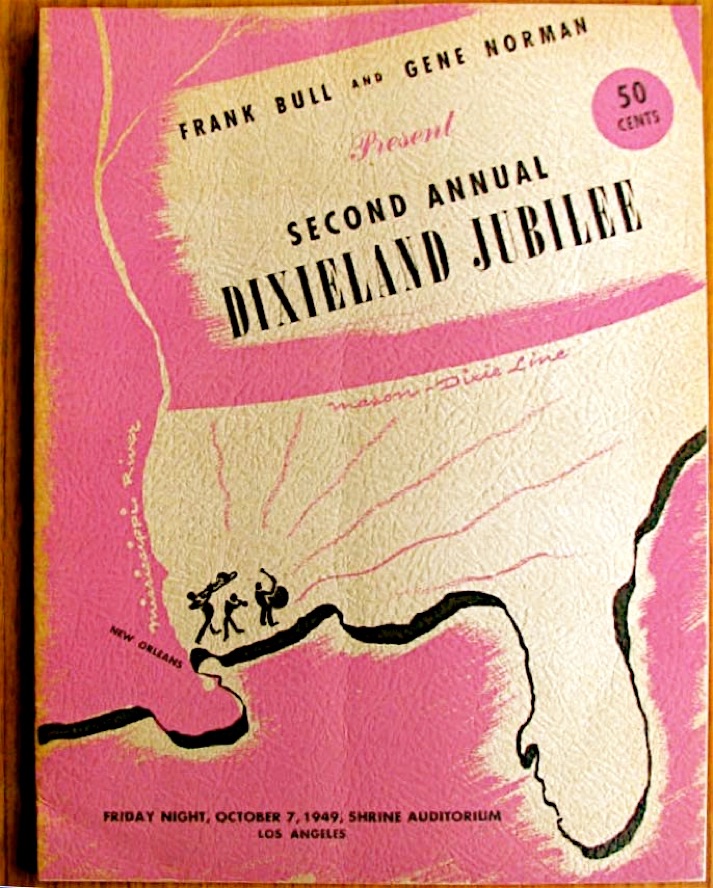 FRANK BULL AND GENE NORMAN
50
CENTS
Present
SECOND ANNUAL
DIXIELAND JUBILEE
Mason-Dixie Line
Mississippi River
NEW ORLEANS
FRIDAY NIGHT, OCTOBER 7, 1949, SHRINE AUDITORIUM
LOS ANGELES